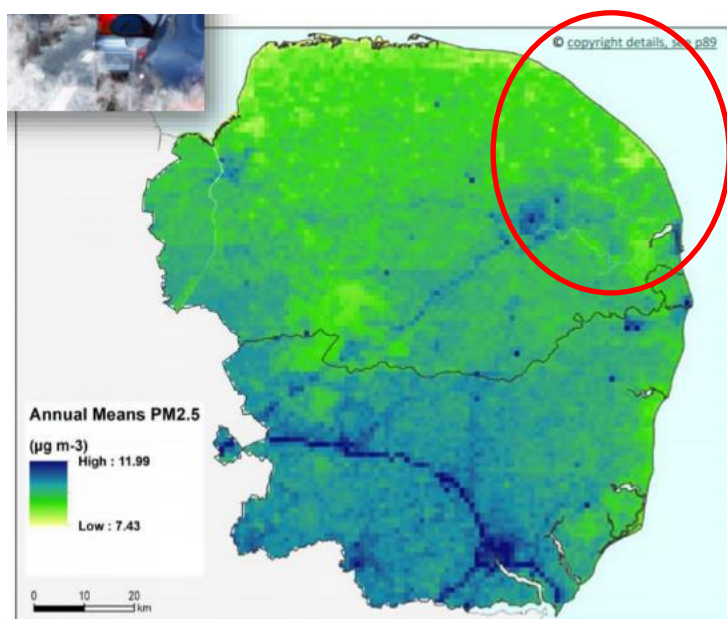 © copyright details, see p89
Annual Means PM2.5
(µg m-3)
High : 11.99
Low : 7.43
0 10 20
km